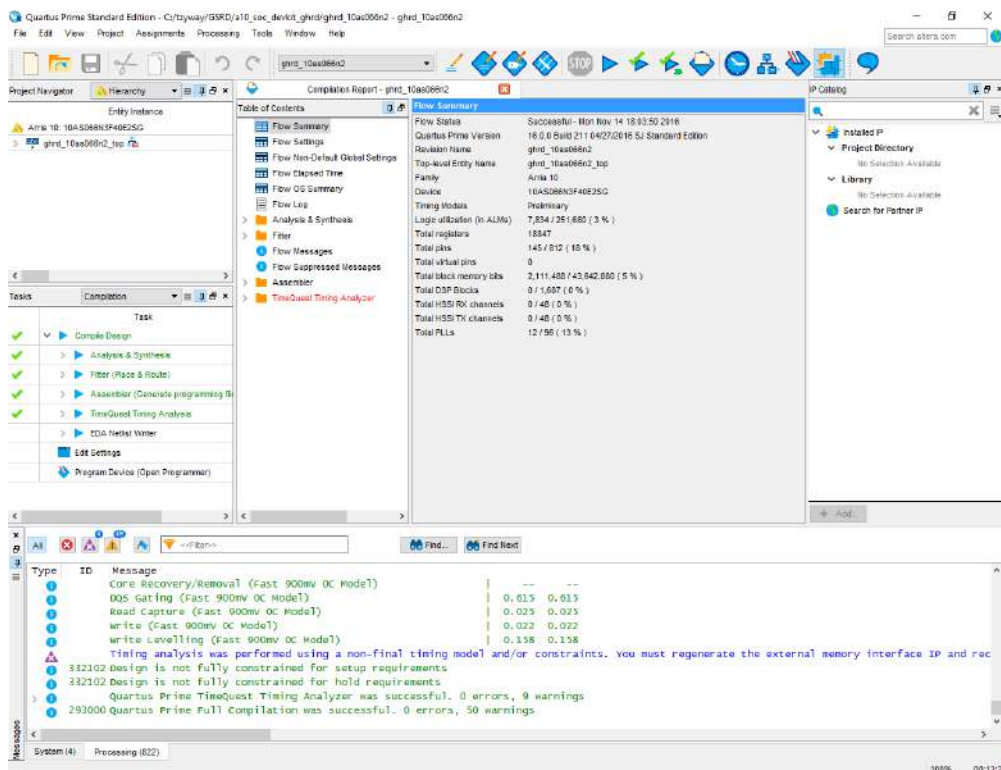 Quartus Prime Standard Edition - C:/tzyway/GSRD/a10_soc_devkit_ghrd/ghrd_10as066n2 - ghrd_10as066n2
File Edit View Project Assignments Processing Tools Window Help
Search altera.com
ghrd_10as066n2
STOP
Project Navigator
Hierarchy
Compilation Report - ghrd_10as066n2
IP Catalog
Entity:Instance
Arria 10: 10AS066N3F40E2SG
ghrd_10as066n2_top
Table of Contents
Flow Summary
Flow Settings
Flow Non-Default Global Settings
Flow Elapsed Time
Flow OS Summary
Flow Log
Analysis & Synthesis
Fitter
Flow Messages
Flow Suppressed Messages
Assembler
TimeQuest Timing Analyzer
Flow Summary
Flow Status Successful - Mon Nov 14 18:03:50 2016
Quartus Prime Version 16.0.0 Build 211 04/27/2016 SJ Standard Edition
Revision Name ghrd_10as066n2
Top-level Entity Name ghrd_10as066n2_top
Family Arria 10
Device 10AS066N3F40E2SG
Timing Models Preliminary
Logic utilization (in ALMs) 7,834 / 251,680 ( 3 % )
Total registers 18847
Total pins 145 / 812 ( 18 % )
Total virtual pins 0
Total block memory bits 2,111,488 / 43,642,880 ( 5 % )
Total DSP Blocks 0 / 1,687 ( 0 % )
Total HSSI RX channels 0 / 48 ( 0 % )
Total HSSI TX channels 0 / 48 ( 0 % )
Total PLLs 12 / 96 ( 13 % )
Installed IP
Project Directory
No Selection Available
Library
No Selection Available
Search for Partner IP
+ Add...
Tasks
Compilation
Task
Compile Design
Analysis & Synthesis
Fitter (Place & Route)
Assembler (Generate programming fil
TimeQuest Timing Analysis
EDA Netlist Writer
Edit Settings
Program Device (Open Programmer)
All
<<Filter>>
Find...
Find Next
Type ID Message
Core Recovery/Removal (Fast 900mV 0C Model) | -- --
DQS Gating (Fast 900mV 0C Model) | 0.615 0.615
Read Capture (Fast 900mV 0C Model) | 0.025 0.025
Write (Fast 900mV 0C Model) | 0.022 0.022
Write Levelling (Fast 900mV 0C Model) | 0.158 0.158
Timing analysis was performed using a non-final timing model and/or constraints. You must regenerate the external memory interface IP and rec
332102 Design is not fully constrained for setup requirements
332102 Design is not fully constrained for hold requirements
Quartus Prime TimeQuest Timing Analyzer was successful. 0 errors, 9 warnings
293000 Quartus Prime Full Compilation was successful. 0 errors, 50 warnings
Messages
System (4) Processing (822)
100%